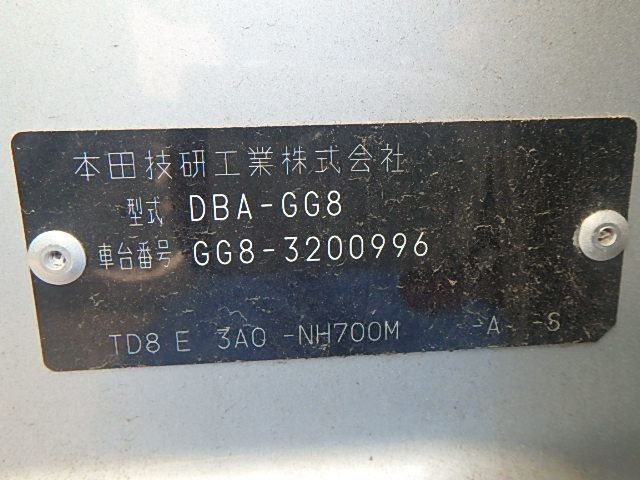 本田技研工業株式会社
型式 DBA-GG8
車台番号 GG8-3200996
TD8 E 3A0 -NH700M -A -S